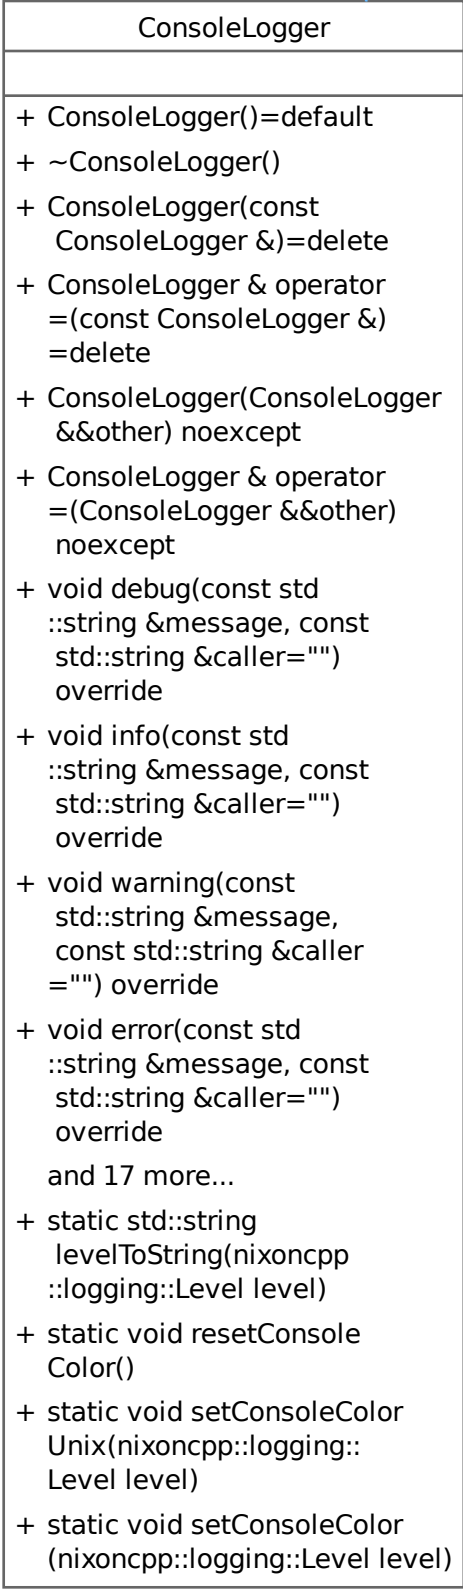 ConsoleLogger
+ ConsoleLogger()=default
+ ~ConsoleLogger()
+ ConsoleLogger(const
ConsoleLogger &)=delete
+ ConsoleLogger & operator
=(const ConsoleLogger &)
=delete
+ ConsoleLogger(ConsoleLogger
&&other) noexcept
+ ConsoleLogger & operator
=(ConsoleLogger &&other)
noexcept
+ void debug(const std
::string &message, const
std::string &caller="")
override
+ void info(const std
::string &message, const
std::string &caller="")
override
+ void warning(const
std::string &message,
const std::string &caller
="") override
+ void error(const std
::string &message, const
std::string &caller="")
override
and 17 more...
+ static std::string
levelToString(nixoncpp
::logging::Level level)
+ static void resetConsole
Color()
+ static void setConsoleColor
Unix(nixoncpp::logging::
Level level)
+ static void setConsoleColor
(nixoncpp::logging::Level level)